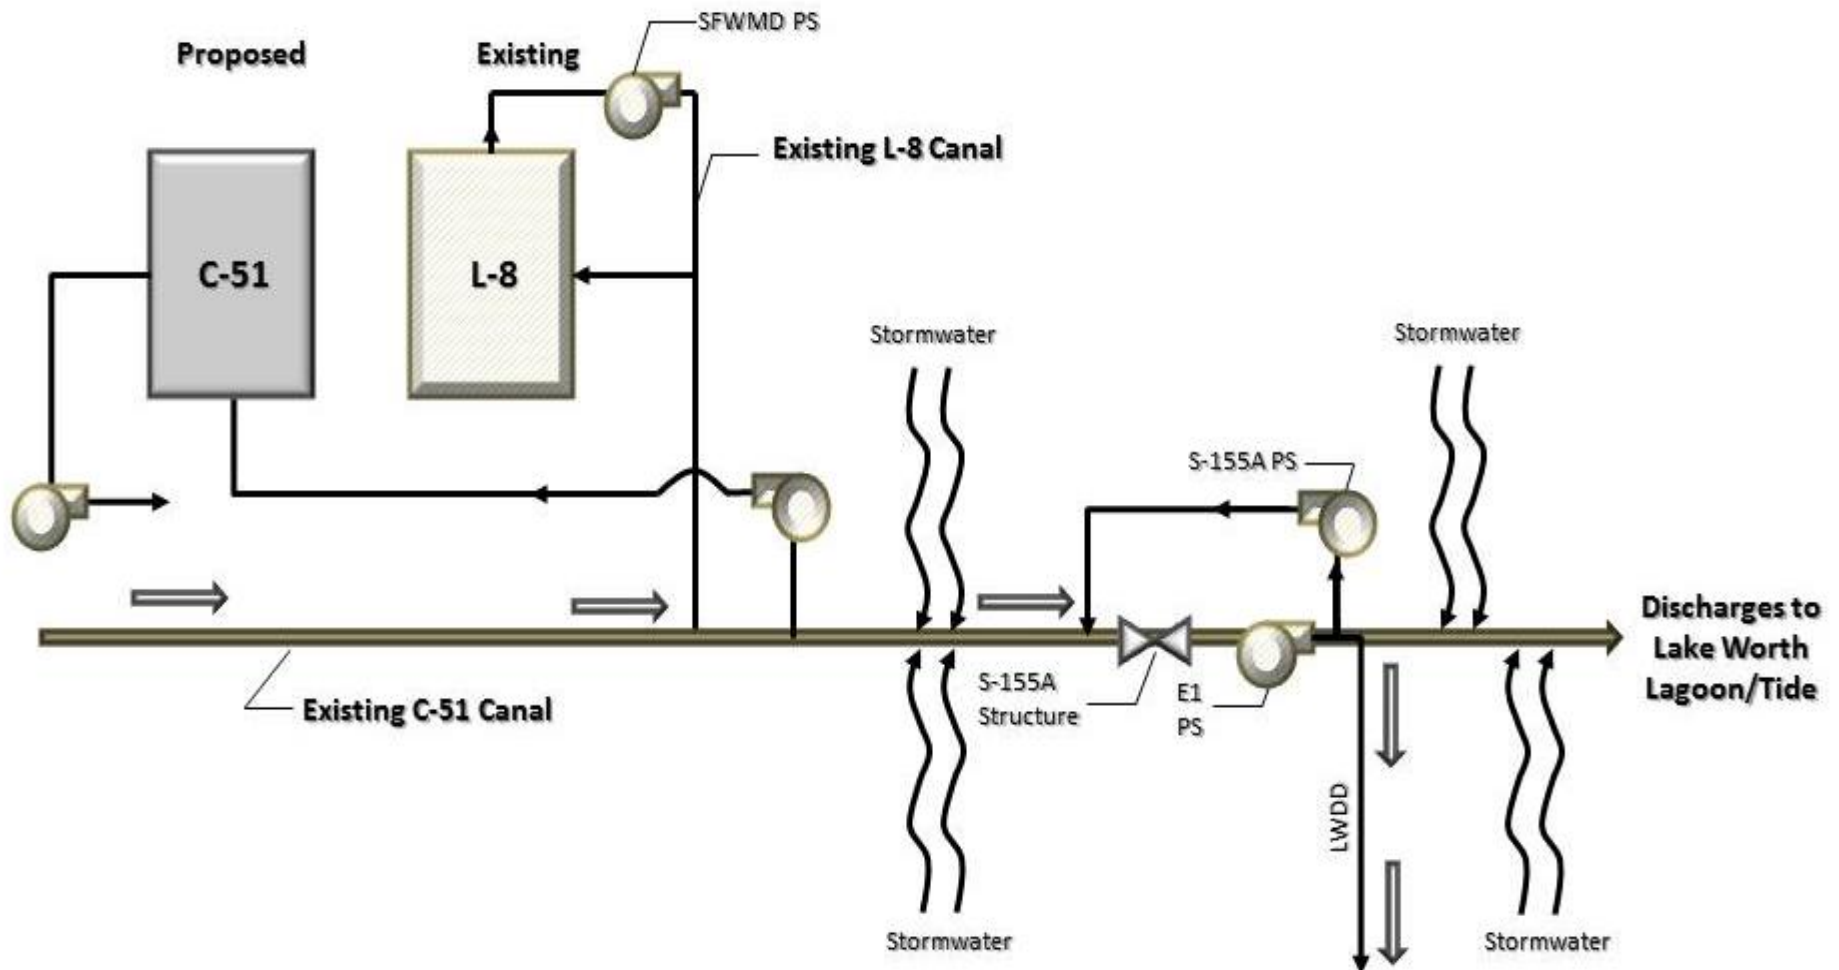 SFWMD PS
Proposed
Existing
Existing L-8 Canal
C-51
L-8
Stormwater
Stormwater
S-155A PS
Discharges to
Lake Worth
Lagoon/Tide
S-155A
Structure
E1
PS
Existing C-51 Canal
LWDD
Stormwater
Stormwater